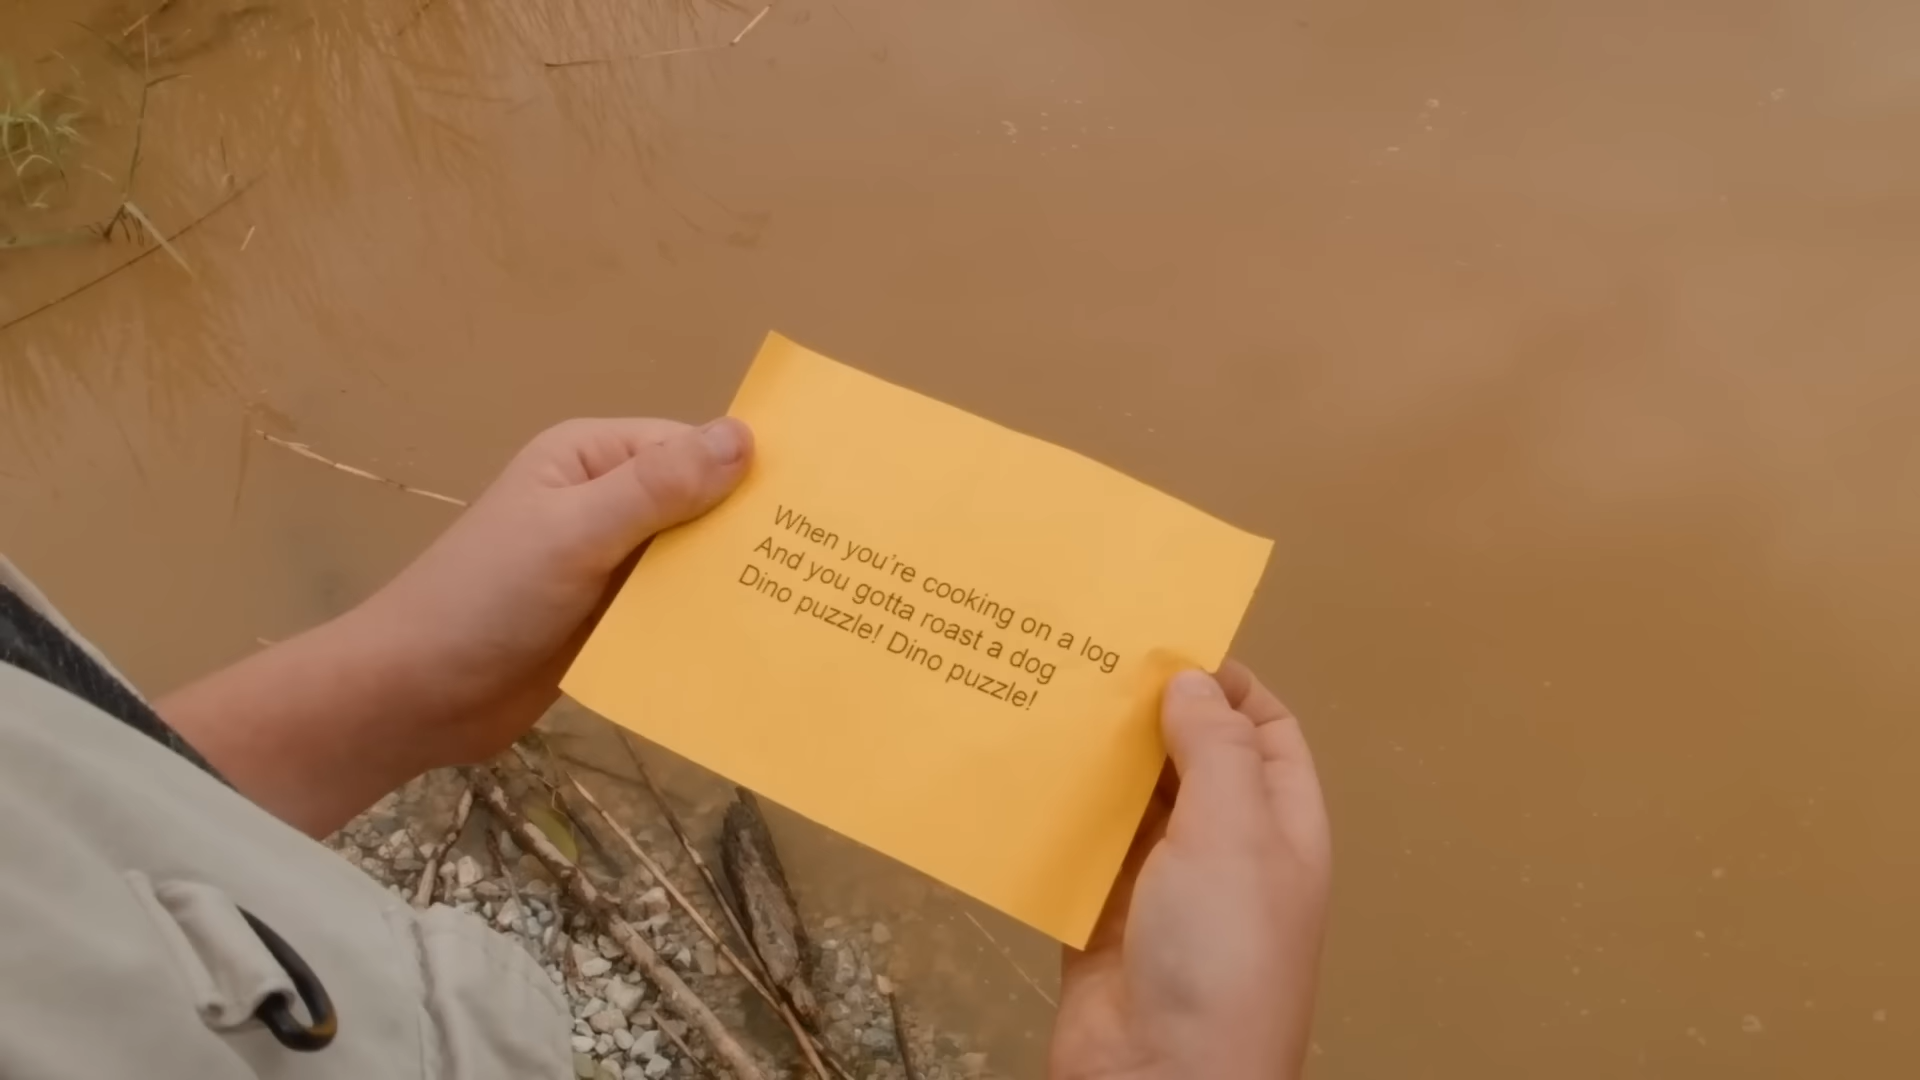 When you're cooking on a log
And you gotta roast a dog
Dino puzzle! Dino puzzle!